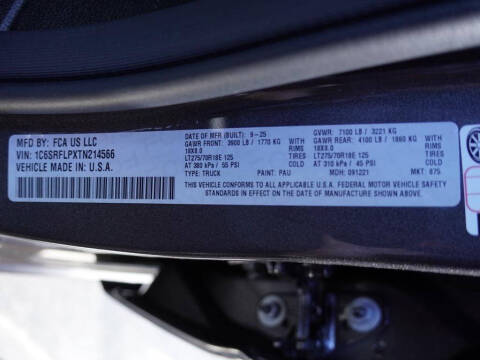 MFD BY: FCA US LLC
VIN: 1C6SRFLPXTN214566
VEHICLE MADE IN: U.S.A.
DATE OF MFR (BUILT): 9-25 GVWR: 7100 LB / 3221 KG
GAWR FRONT: 3900 LB / 1770 KG WITH GAWR REAR: 4100 LB / 1860 KG WITH
18X8.0 RIMS 18X8.0 RIMS
LT275/70R18E 125 TIRES LT275/70R18E 125 TIRES
AT 380 kPa / 55 PSI COLD AT 310 kPa / 45 PSI COLD
TYPE: TRUCK PAINT: PAU MDH: 091221 MKT: 875
THIS VEHICLE CONFORMS TO ALL APPLICABLE U.S.A. FEDERAL MOTOR VEHICLE SAFETY
STANDARDS IN EFFECT ON THE DATE OF MANUFACTURE SHOWN ABOVE.